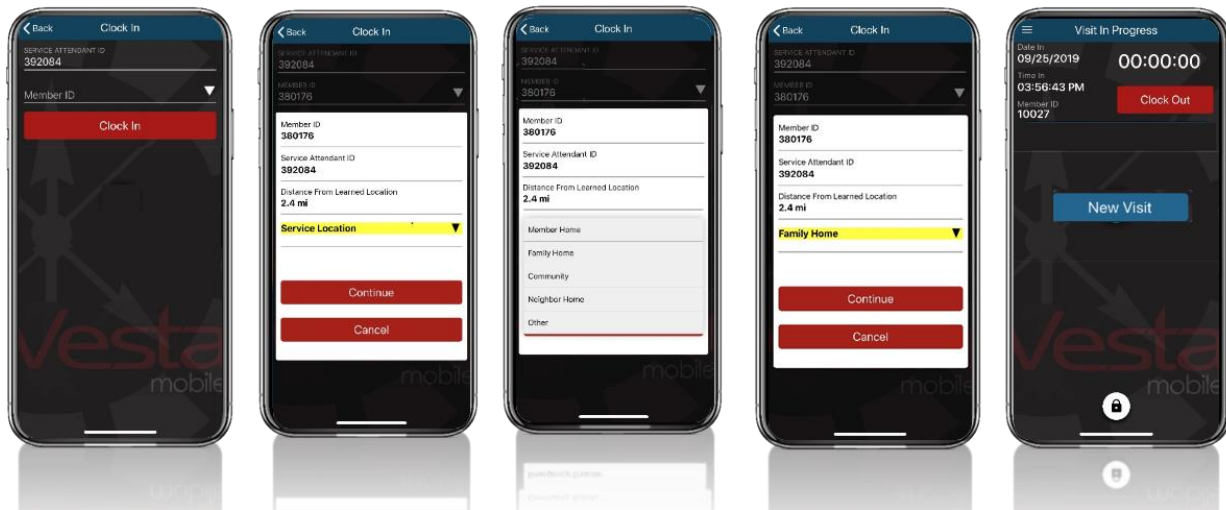 Back Clock In
SERVICE ATTENDANT ID
392084
Member ID
Clock In
Vesta
mobile
Back Clock In
SERVICE ATTENDANT ID
392084
MEMBER ID
380176
Member ID
380176
Service Attendant ID
392084
Distance From Learned Location
2.4 mi
Service Location
Continue
Cancel
mobile
Back Clock In
SERVICE ATTENDANT ID
392084
MEMBER ID
380176
Member ID
380176
Service Attendant ID
392084
Distance From Learned Location
2.4 mi
Member Home
Family Home
Community
Neighbor Home
Other
mobile
Back Clock In
SERVICE ATTENDANT ID
392084
MEMBER ID
380176
Member ID
380176
Service Attendant ID
392084
Distance From Learned Location
2.4 mi
Family Home
Continue
Cancel
mobile
Visit In Progress
Date In
09/25/2019
00:00:00
Time In
03:56:43 PM
Clock Out
Member ID
10027
New Visit
Vesta
mobile